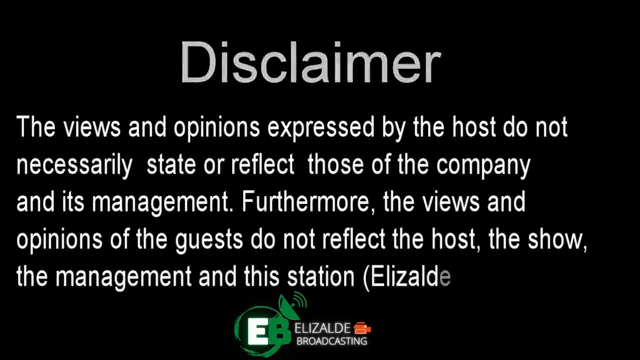 Disclaimer
The views and opinions expressed by the host do not
necessarily state or reflect those of the company
and its management. Furthermore, the views and
opinions of the guests do not reflect the host, the show,
the management and this station (Elizalde
EB ELIZALDE
BROADCASTING